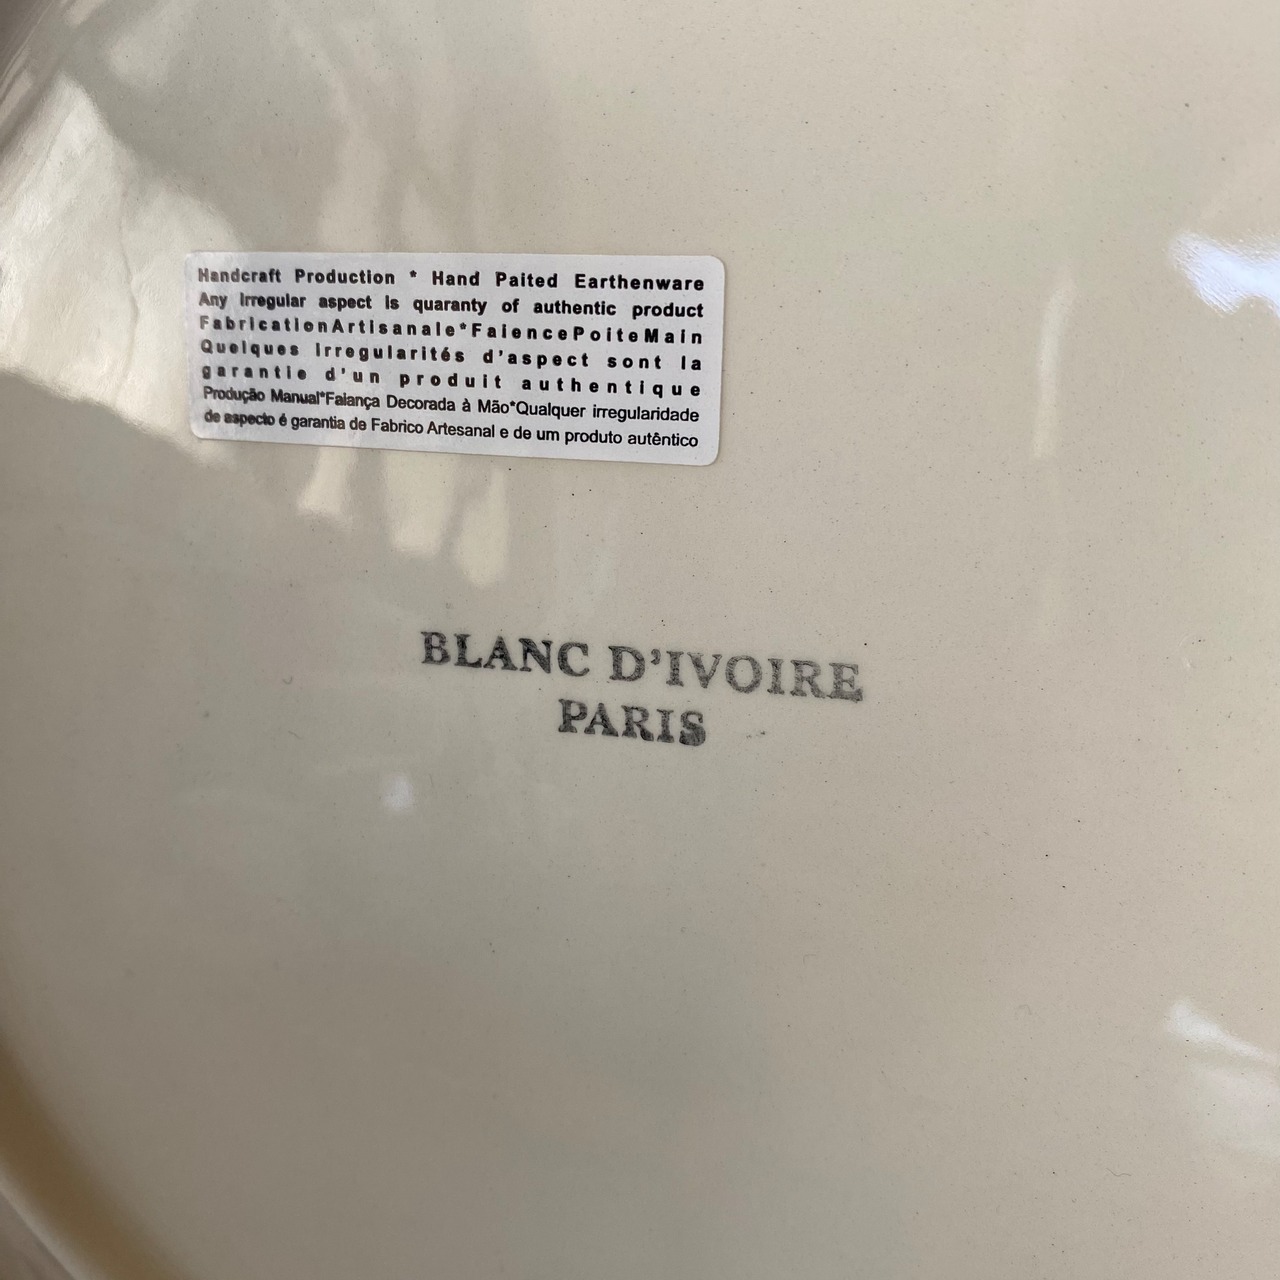 Handcraft Production * Hand Paited Earthenware
Any Irregular aspect is quaranty of authentic product
FabricationArtisanale*FaiencePoiteMain
Quelques Irregularités d'aspect sont la
garantie d'un produit authentique
Produção Manual*Faiança Decorada à Mão*Qualquer irregularidade
de aspecto é garantia de Fabrico Artesanal e de um produto autêntico
BLANC D'IVOIRE
PARIS